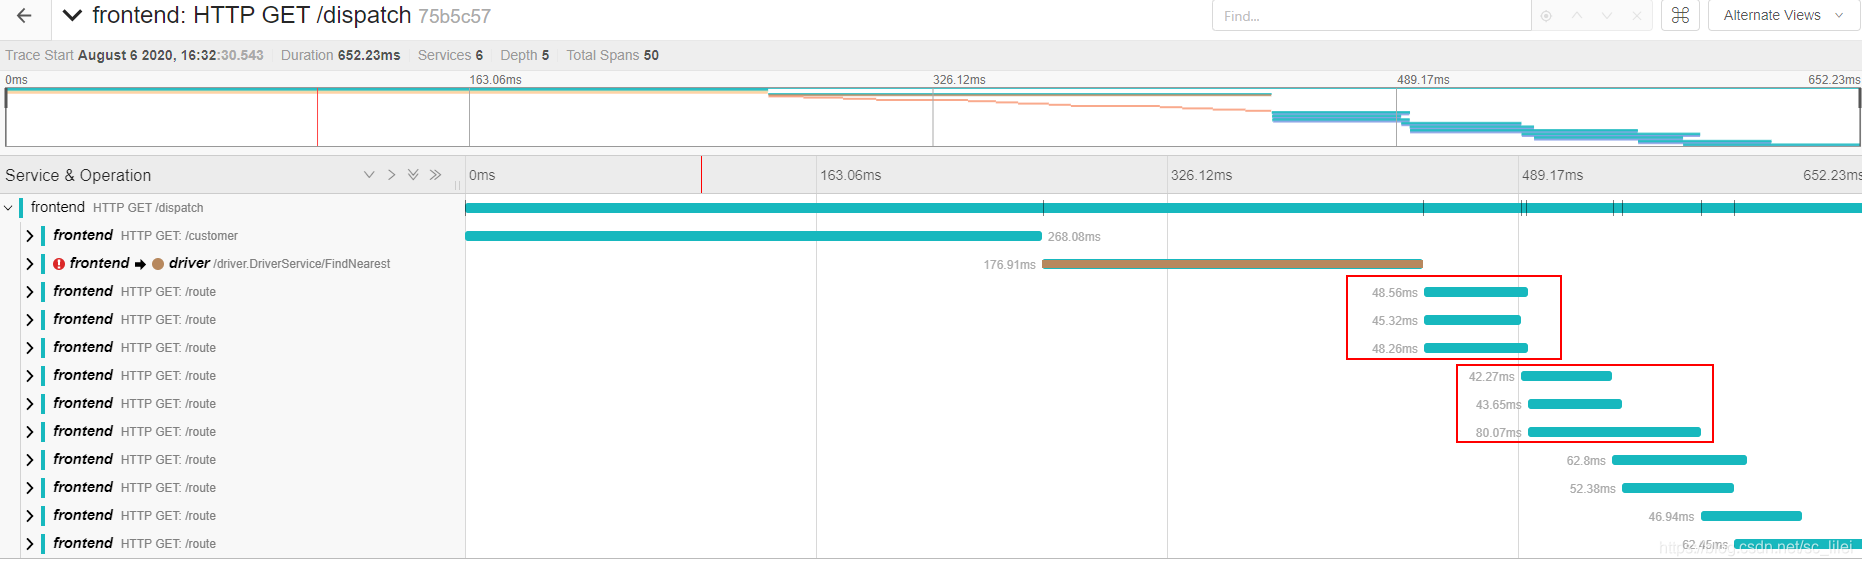 frontend: HTTP GET /dispatch 75b5c57
Find...
⌘
Alternate Views
Trace Start August 6 2020, 16:32:30.543 Duration 652.23ms Services 6 Depth 5 Total Spans 50
0ms 163.06ms 326.12ms 489.17ms 652.23ms
Service & Operation 0ms 163.06ms 326.12ms 489.17ms 652.23ms
frontend HTTP GET /dispatch
frontend HTTP GET: /customer 268.08ms
frontend driver /driver.DriverService/FindNearest 176.91ms
frontend HTTP GET: /route 48.56ms
frontend HTTP GET: /route 45.32ms
frontend HTTP GET: /route 48.26ms
frontend HTTP GET: /route 42.27ms
frontend HTTP GET: /route 43.65ms
frontend HTTP GET: /route 80.07ms
frontend HTTP GET: /route 62.8ms
frontend HTTP GET: /route 52.38ms
frontend HTTP GET: /route 46.94ms
frontend HTTP GET: /route 62.45ms
https://blog.csdn.net/sc_lilei